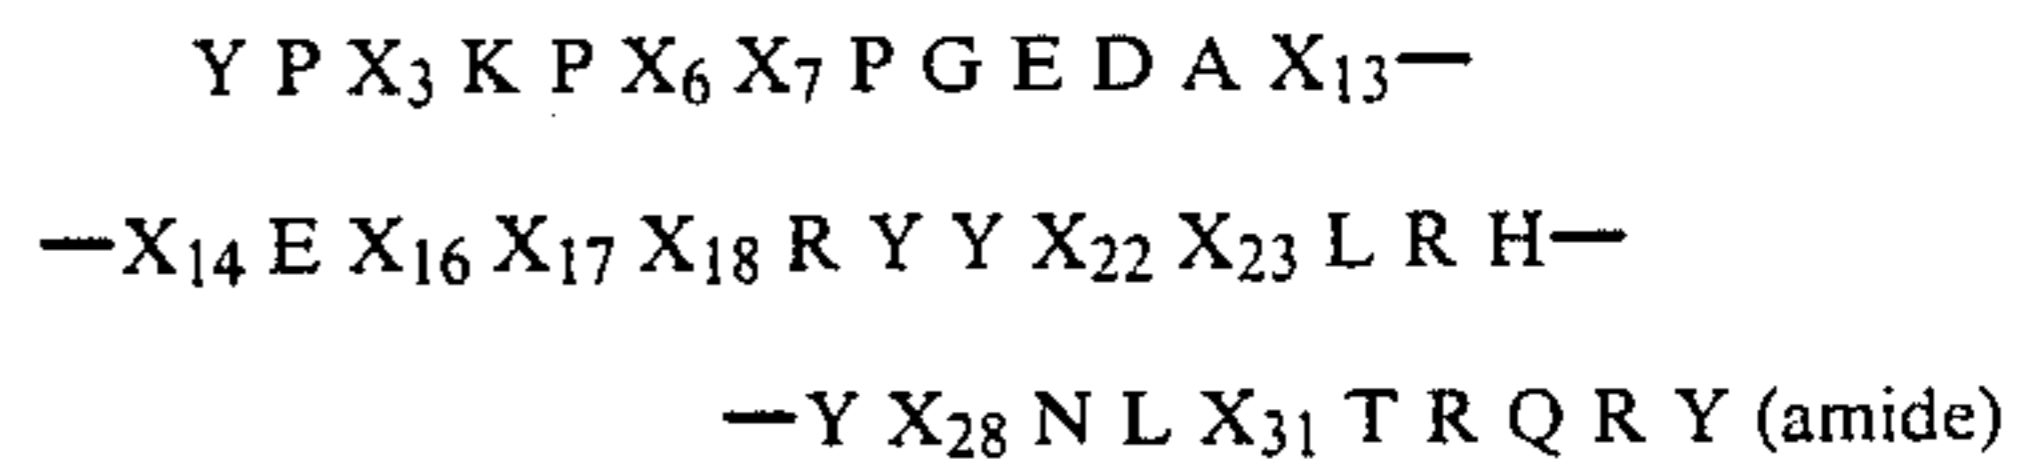 Y P X₃ K P X₆ X₇ P G E D A X₁₃—
—X₁₄ E X₁₆ X₁₇ X₁₈ R Y Y X₂₂ X₂₃ L R H—
—Y X₂₈ N L X₃₁ T R Q R Y (amide)